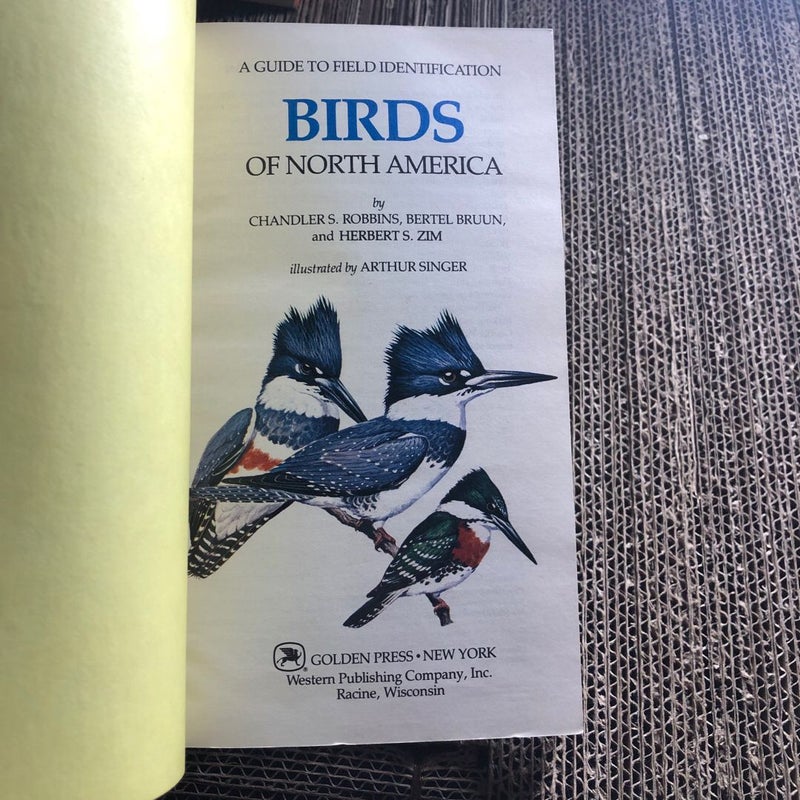 A GUIDE TO FIELD IDENTIFICATION
BIRDS
OF NORTH AMERICA
by
CHANDLER S. ROBBINS, BERTEL BRUUN,
and HERBERT S. ZIM
illustrated by ARTHUR SINGER
GOLDEN PRESS • NEW YORK
Western Publishing Company, Inc.
Racine, Wisconsin